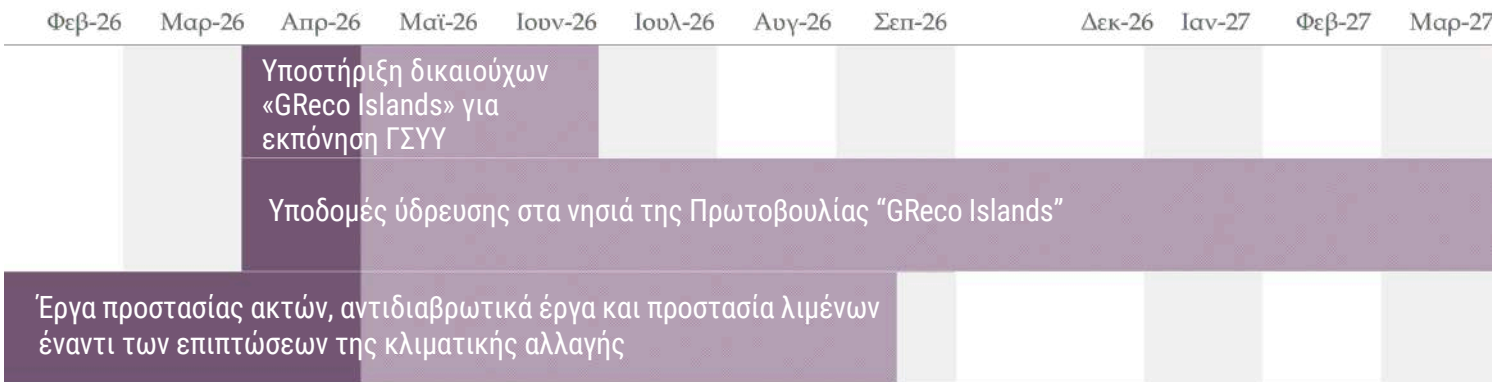 Φεβ-26 Μαρ-26 Απρ-26 Μαϊ-26 Ιουν-26 Ιουλ-26 Αυγ-26 Σεπ-26 Δεκ-26 Ιαν-27 Φεβ-27 Μαρ-27
Υποστήριξη δικαιούχων
«GReco Islands» για
εκπόνηση ΓΣΥΥ
Υποδομές ύδρευσης στα νησιά της Πρωτοβουλίας “GReco Islands”
Έργα προστασίας ακτών, αντιδιαβρωτικά έργα και προστασία λιμένων
έναντι των επιπτώσεων της κλιματικής αλλαγής